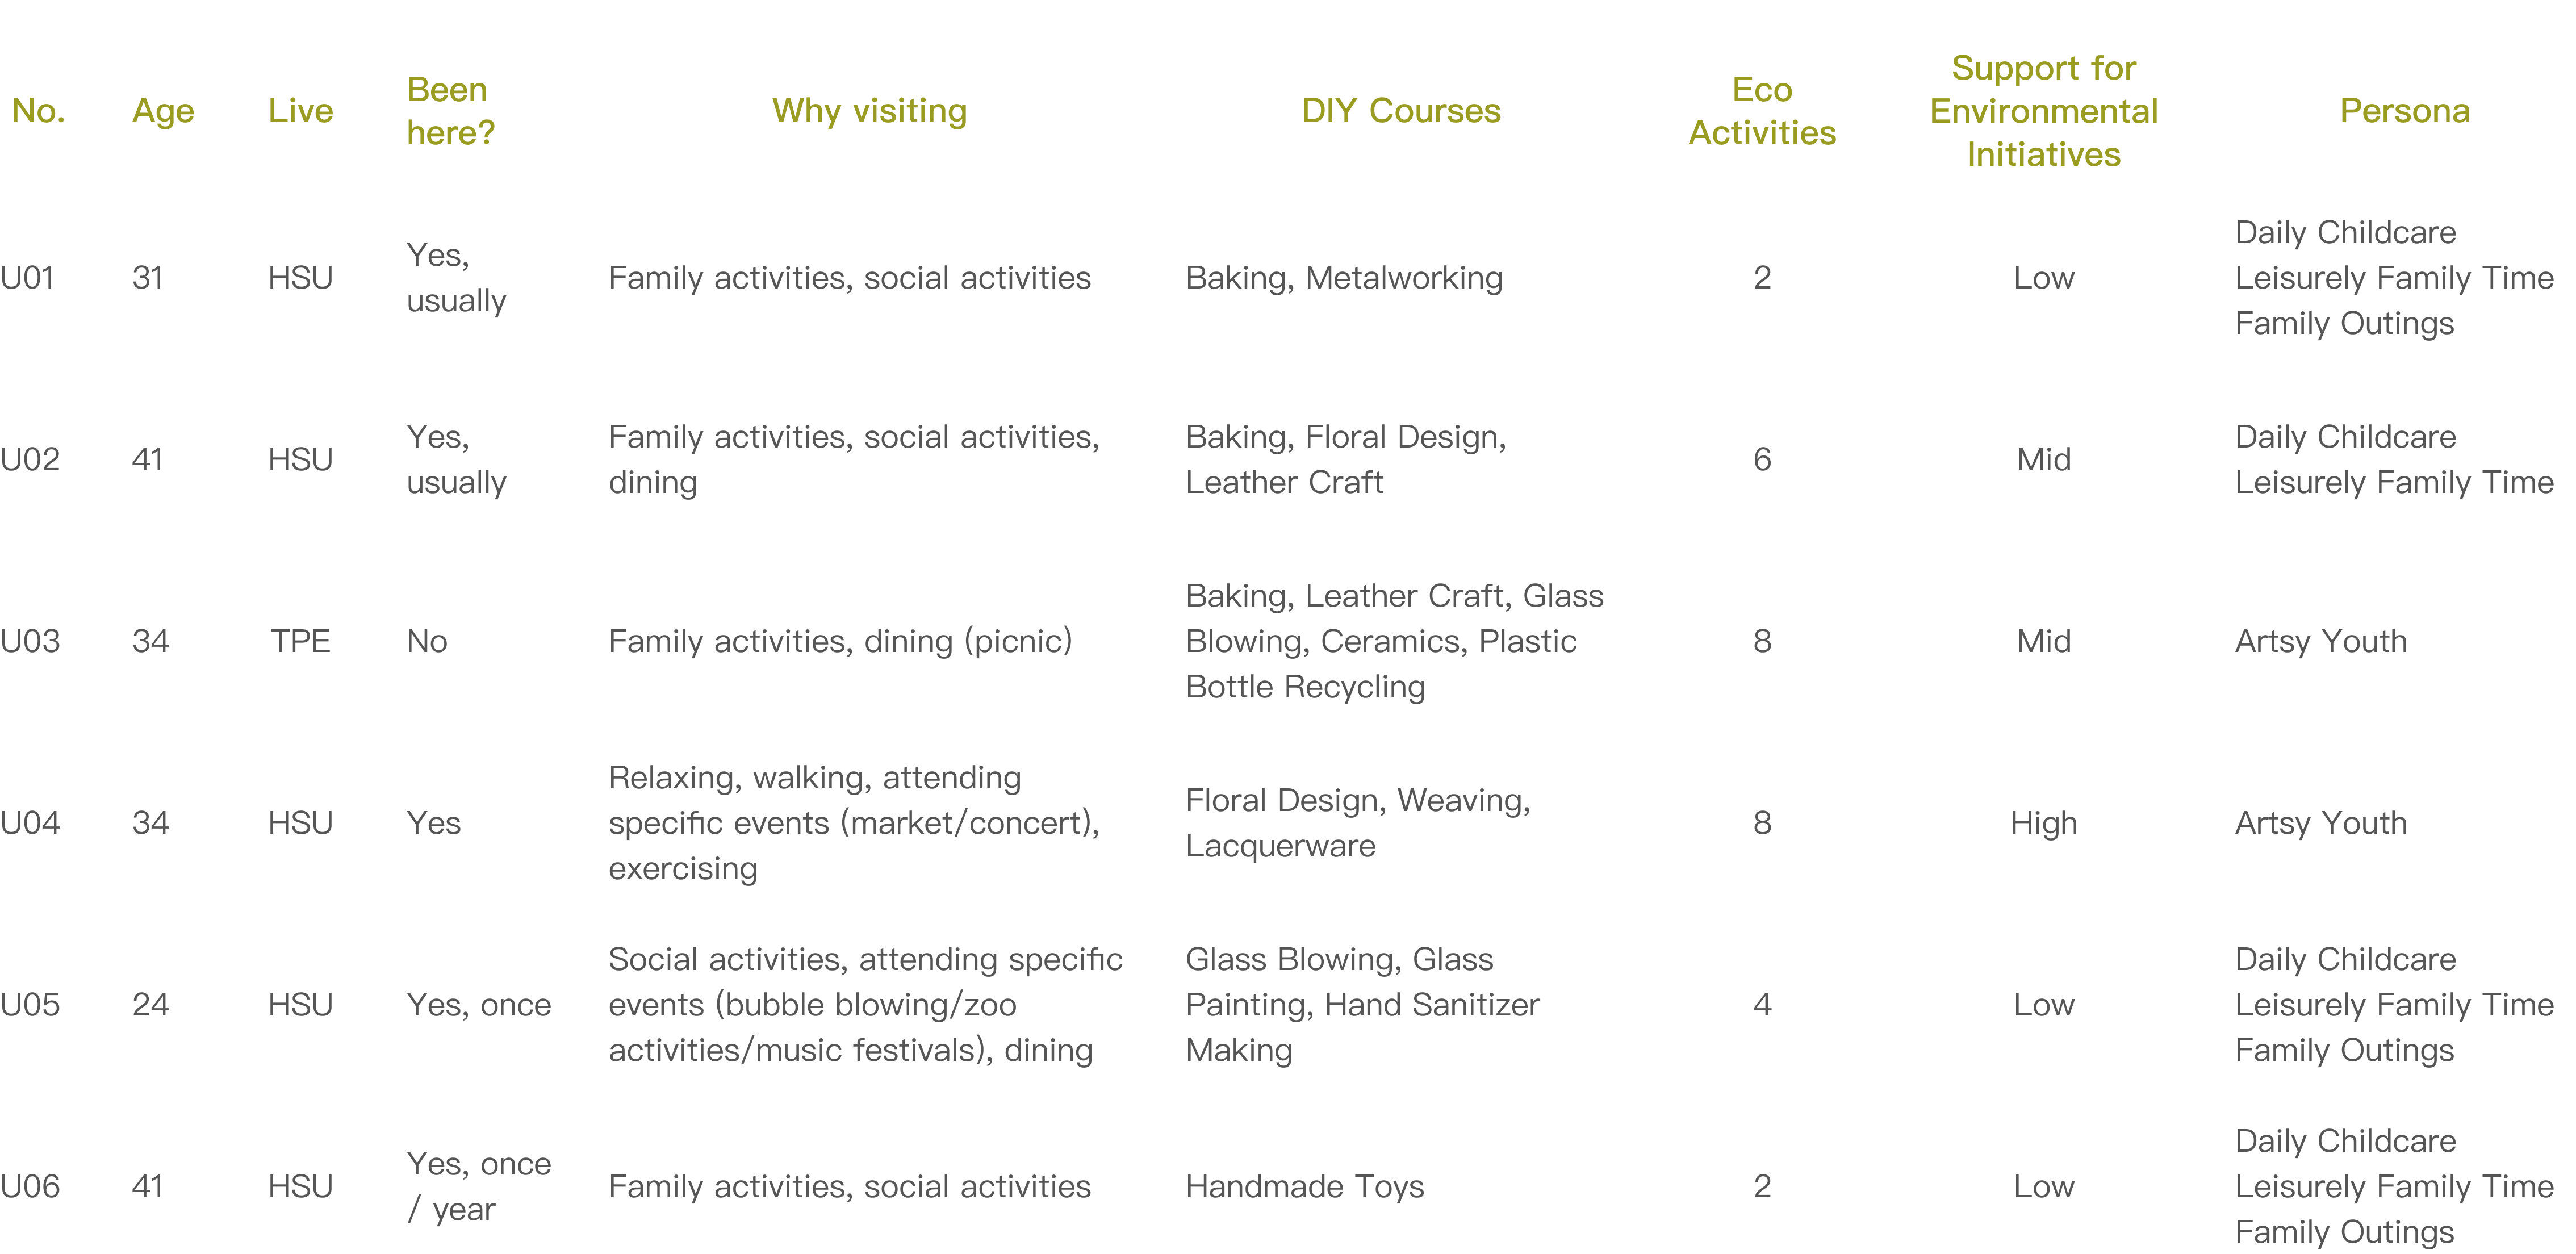 No.
Age
Live
Been
here?
Why visiting
DIY Courses
Eco
Activities
Support for
Environmental
Initiatives
Persona
U01
31
HSU
Yes,
usually
Family activities, social activities
Baking, Metalworking
2
Low
Daily Childcare
Leisurely Family Time
Family Outings
U02
41
HSU
Yes,
usually
Family activities, social activities,
dining
Baking, Floral Design,
Leather Craft
6
Mid
Daily Childcare
Leisurely Family Time
U03
34
TPE
No
Family activities, dining (picnic)
Baking, Leather Craft, Glass
Blowing, Ceramics, Plastic
Bottle Recycling
8
Mid
Artsy Youth
U04
34
HSU
Yes
Relaxing, walking, attending
specific events (market/concert),
exercising
Floral Design, Weaving,
Lacquerware
8
High
Artsy Youth
U05
24
HSU
Yes, once
Social activities, attending specific
events (bubble blowing/zoo
activities/music festivals), dining
Glass Blowing, Glass
Painting, Hand Sanitizer
Making
4
Low
Daily Childcare
Leisurely Family Time
Family Outings
U06
41
HSU
Yes, once
/ year
Family activities, social activities
Handmade Toys
2
Low
Daily Childcare
Leisurely Family Time
Family Outings